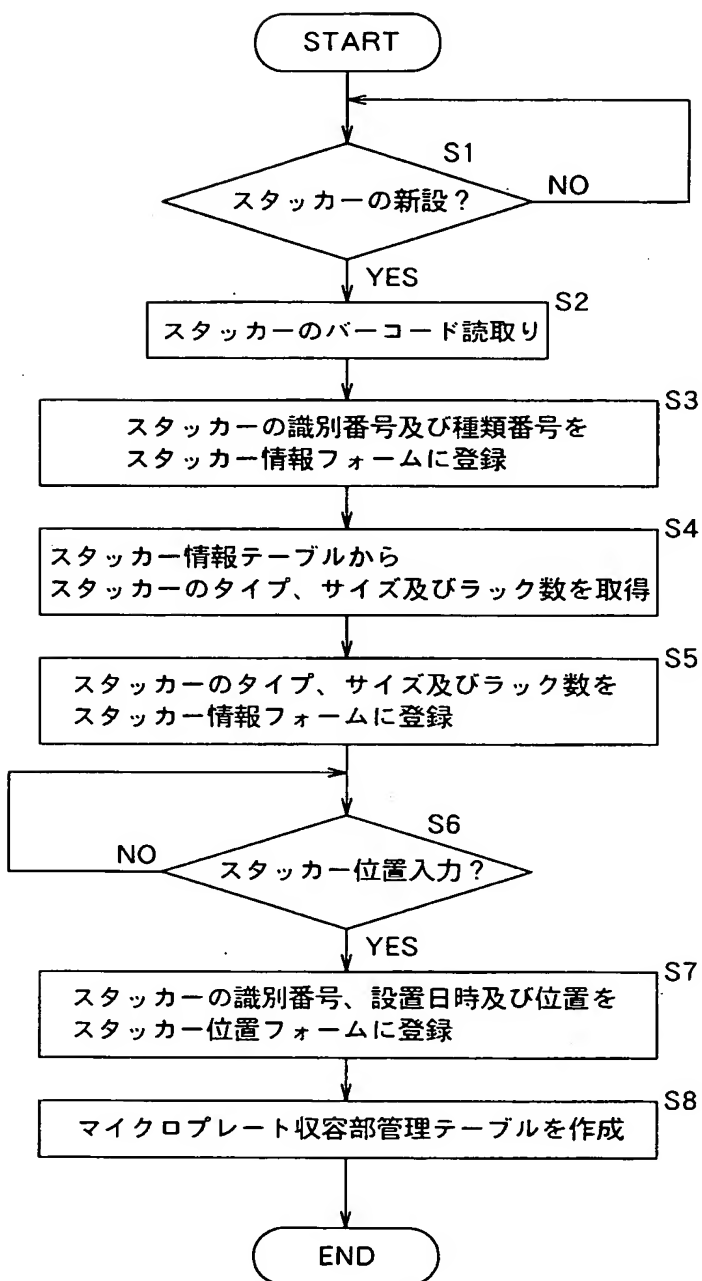 START
S1
スタッカーの新設？
NO
YES
S2
スタッカーのバーコード読取り
S3
スタッカーの識別番号及び種類番号を
スタッカー情報フォームに登録
S4
スタッカー情報テーブルから
スタッカーのタイプ、サイズ及びラック数を取得
S5
スタッカーのタイプ、サイズ及びラック数を
スタッカー情報フォームに登録
S6
NO
スタッカー位置入力？
YES
S7
スタッカーの識別番号、設置日時及び位置を
スタッカー位置フォームに登録
S8
マイクロプレート収容部管理テーブルを作成
END